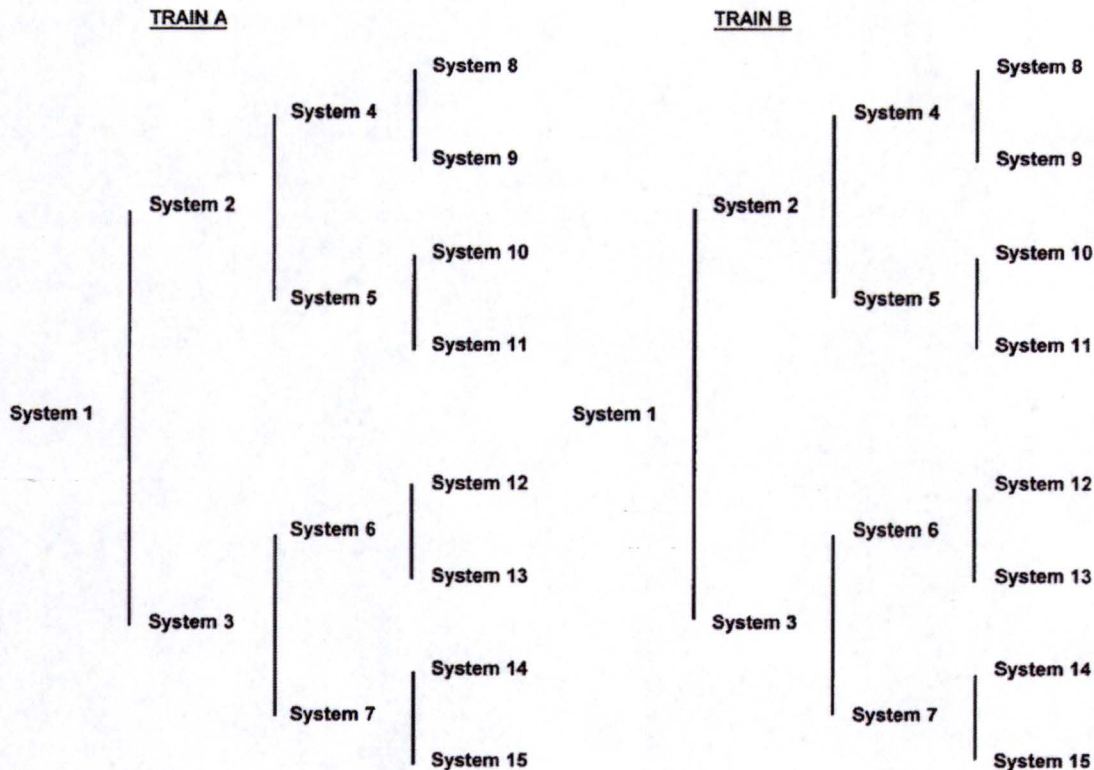 TRAIN A
System 8
System 4
System 9
System 2
System 10
System 5
System 11
System 1
System 12
System 6
System 13
System 3
System 14
System 7
System 15
TRAIN B
System 8
System 4
System 9
System 2
System 10
System 5
System 11
System 1
System 12
System 6
System 13
System 3
System 14
System 7
System 15